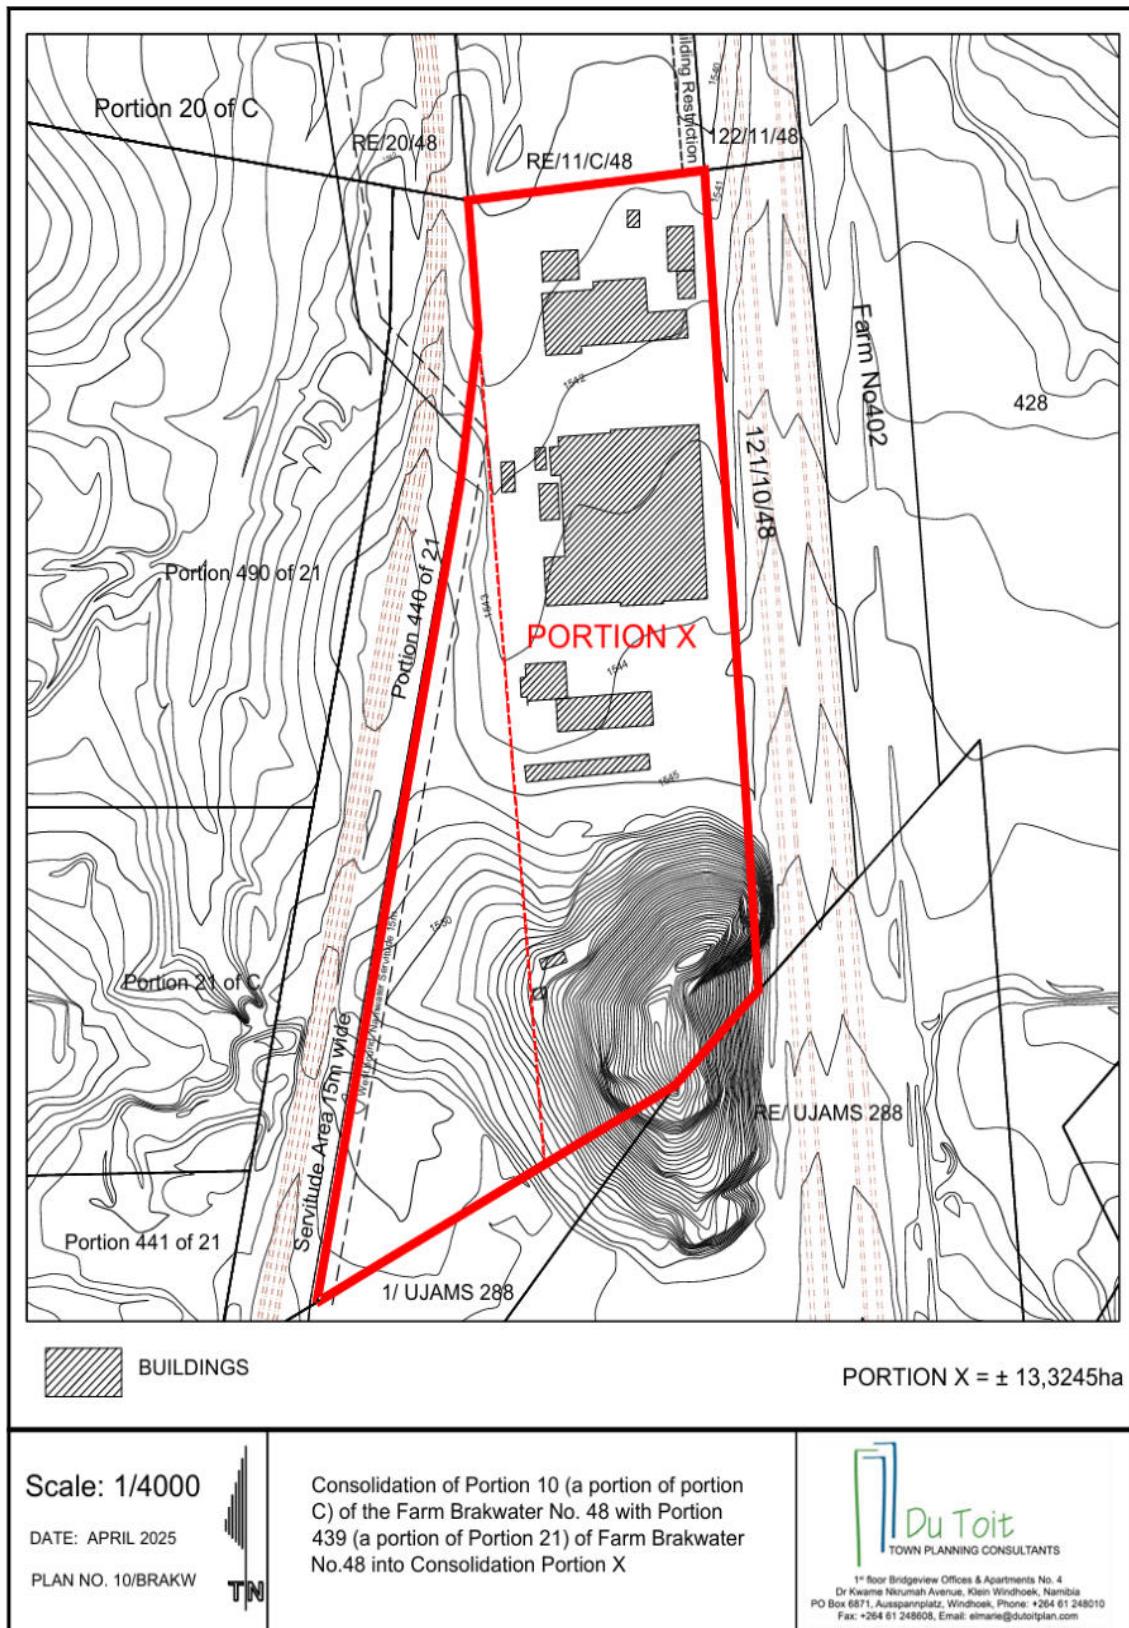 Building Restriction
1540
Portion 20 of C
RE/20/48
RE/11/C/48
122/11/48
1541
Farm No402
1542
428
121/10/48
Portion 490 of 21
Portion 440 of 21
1543
PORTION X
1544
1545
1550
Portion 21 of C
Servitude Area 15m wide
RE/ UJAMS 288
Portion 441 of 21
1/ UJAMS 288
BUILDINGS
PORTION X = ± 13,3245ha
Scale: 1/4000
DATE: APRIL 2025
PLAN NO. 10/BRAKW
TN
Consolidation of Portion 10 (a portion of portion
C) of the Farm Brakwater No. 48 with Portion
439 (a portion of Portion 21) of Farm Brakwater
No.48 into Consolidation Portion X
Du Toit
TOWN PLANNING CONSULTANTS
1st floor Bridgeview Offices & Apartments No. 4
Dr Kwame Nkrumah Avenue, Klein Windhoek, Namibia
PO Box 6871, Ausspannplatz, Windhoek, Phone: +264 61 248010
Fax: +264 61 248608, Email: elmarie@dutoitplan.com